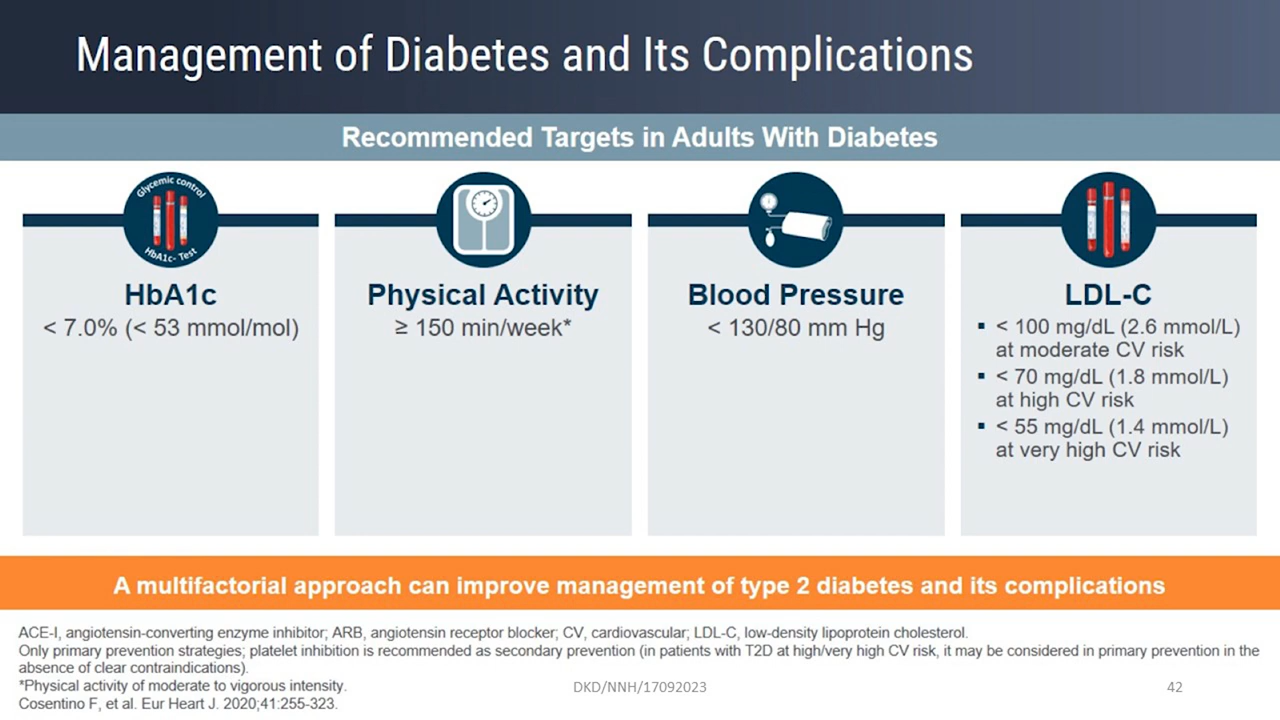 Management of Diabetes and Its Complications
Recommended Targets in Adults With Diabetes
Glycemic control
HbA1c- Test
HbA1c
< 7.0% (< 53 mmol/mol)
Physical Activity
≥ 150 min/week*
Blood Pressure
< 130/80 mm Hg
LDL-C
▪ < 100 mg/dL (2.6 mmol/L)
at moderate CV risk
▪ < 70 mg/dL (1.8 mmol/L)
at high CV risk
▪ < 55 mg/dL (1.4 mmol/L)
at very high CV risk
A multifactorial approach can improve management of type 2 diabetes and its complications
ACE-I, angiotensin-converting enzyme inhibitor; ARB, angiotensin receptor blocker; CV, cardiovascular; LDL-C, low-density lipoprotein cholesterol.
Only primary prevention strategies; platelet inhibition is recommended as secondary prevention (in patients with T2D at high/very high CV risk, it may be considered in primary prevention in the
absence of clear contraindications).
*Physical activity of moderate to vigorous intensity.
Cosentino F, et al. Eur Heart J. 2020;41:255-323.
DKD/NNH/17092023
42